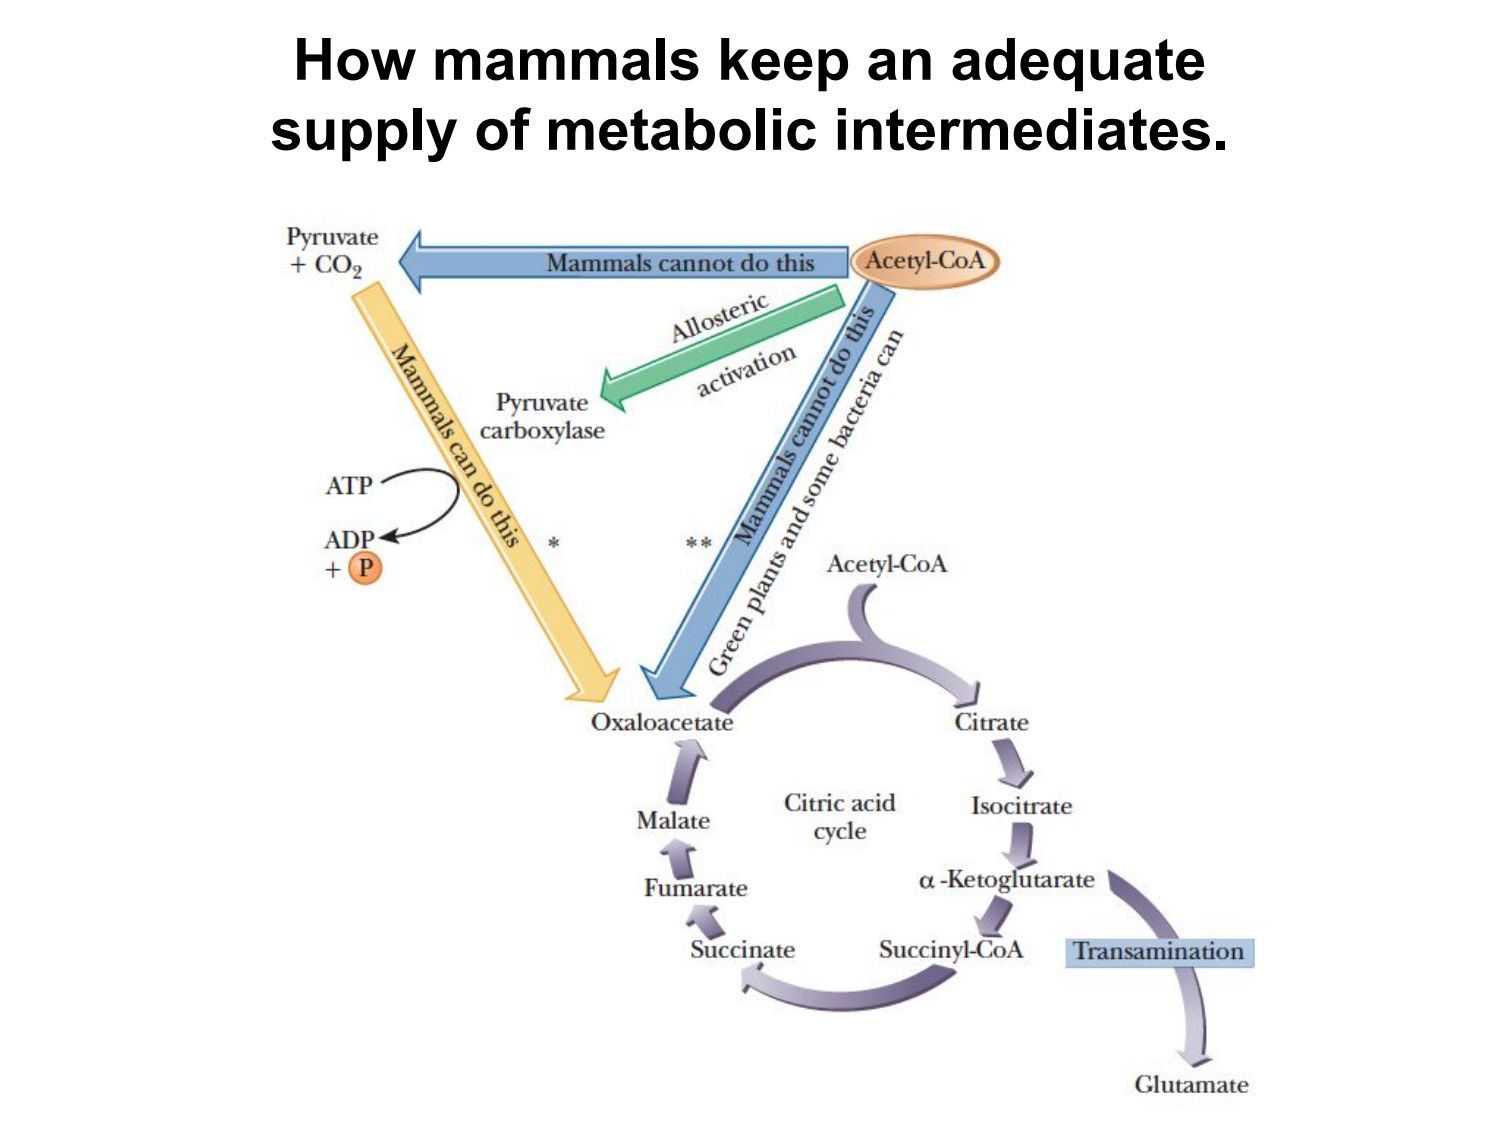 How mammals keep an adequate
supply of metabolic intermediates.
Pyruvate
+ CO₂
Mammals cannot do this
Acetyl-CoA
Allosteric
activation
Pyruvate
carboxylase
Mammals can do this
Mammals cannot do this
Green plants and some bacteria can
ATP
ADP
+ P
*
**
Acetyl-CoA
Oxaloacetate
Citrate
Malate
Citric acid
cycle
Isocitrate
Fumarate
α-Ketoglutarate
Succinate
Succinyl-CoA
Transamination
Glutamate